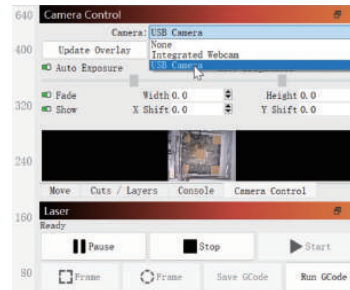 640 Camera Control
Camera: USB Camera
400 Update Overlay None
Integrated Webcam
Auto Exposure USB Camera
Fade Width 0.0 Height 0.0
320 Show X Shift 0.0 Y Shift 0.0
240
Move Cuts / Layers Console Camera Control
160 Laser
Ready
Pause Stop Start
80 Frame Frame Save GCode Run GCode